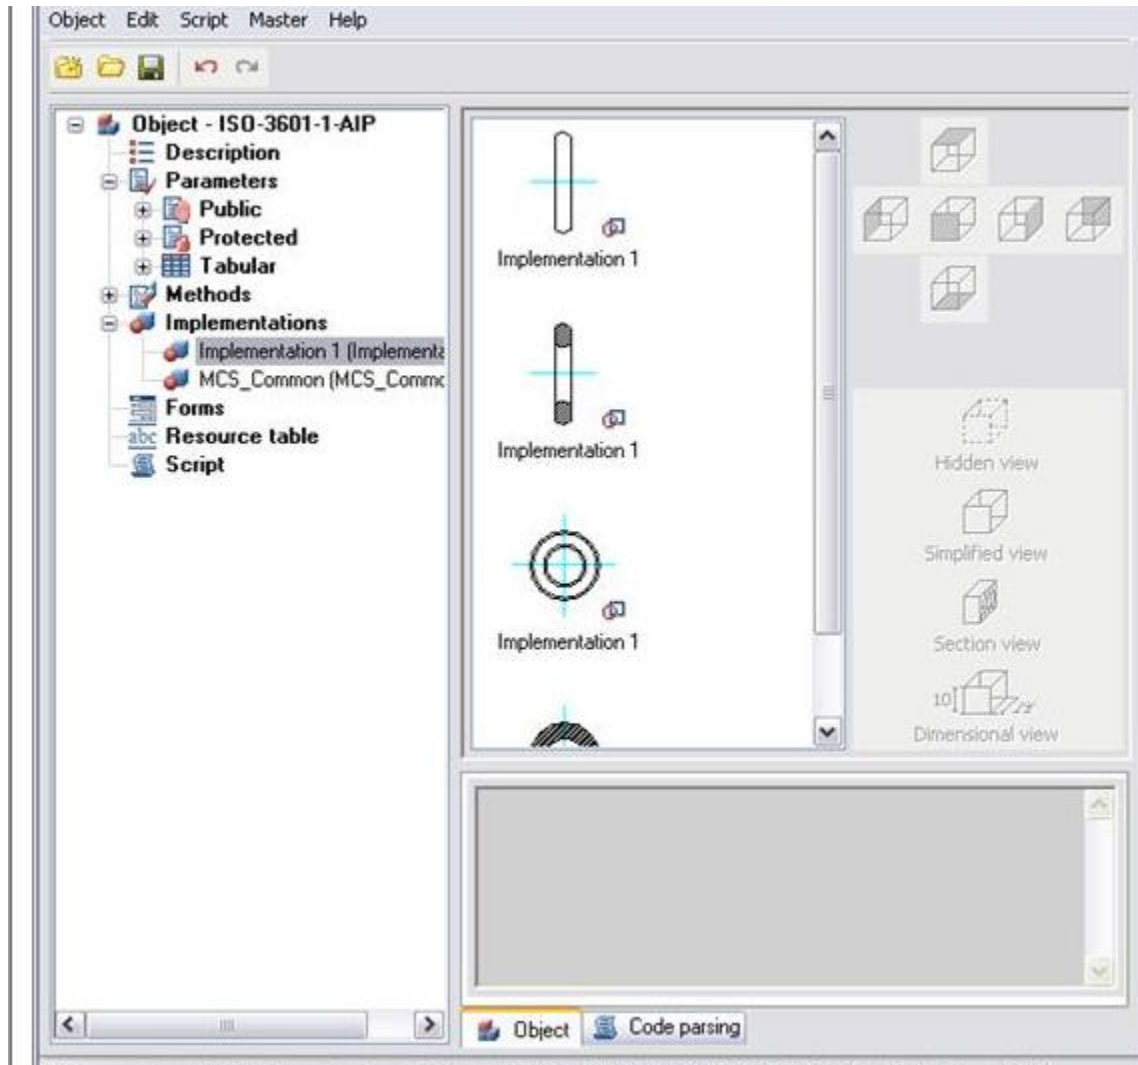 Object Edit Script Master Help
Object - ISO-3601-1-AIP
Description
Parameters
Public
Protected
Tabular
Methods
Implementations
Implementation 1 (Implementa
MCS_Common (MCS_Commo
Forms
abc Resource table
Script
Implementation 1
Implementation 1
Implementation 1
Hidden view
Simplified view
Section view
10
Dimensional view
Object
Code parsing